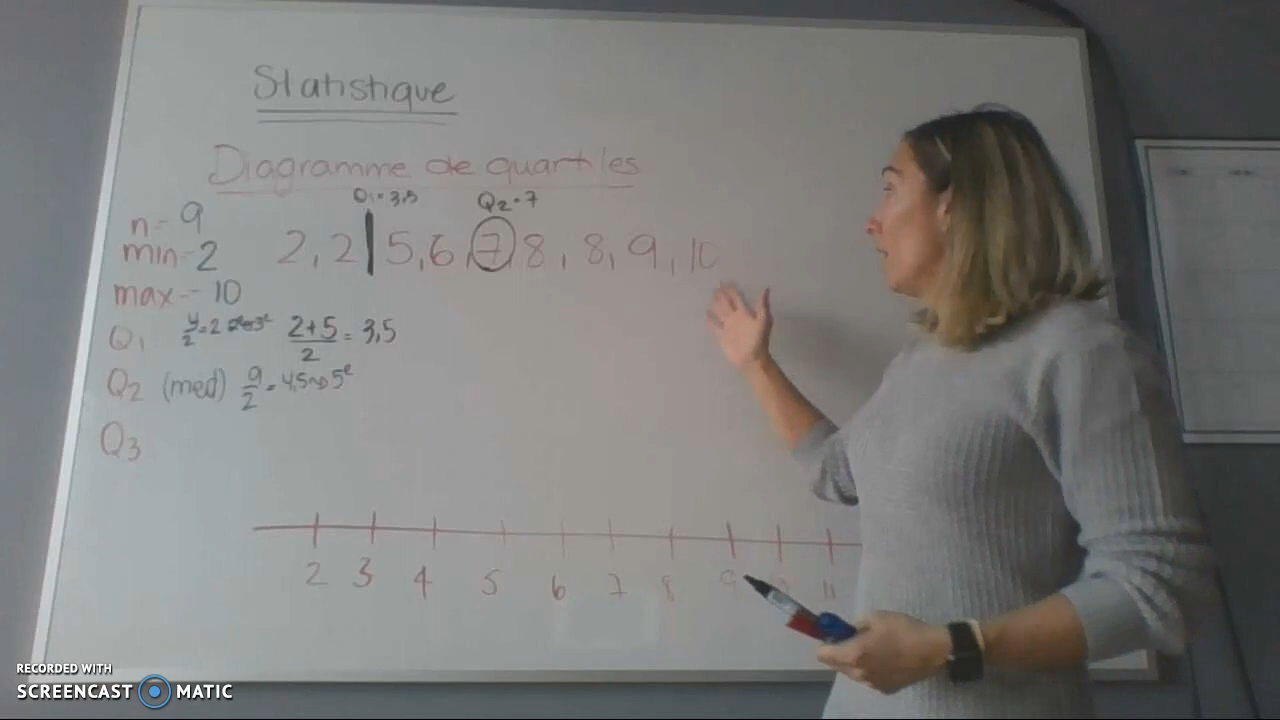 Statistique
Diagramme de quartiles
Q1=3,5 Q2=7
n=9
2, 2 | 5, 6, 7, 8, 8, 9, 10
min=2
max=10
Q1 4/2=2 2+5/2=3,5
Q2 (med) 9/2=4,5→5e
Q3
2 3 4 5 6 7 8 9 11
RECORDED WITH
SCREENCAST MATIC